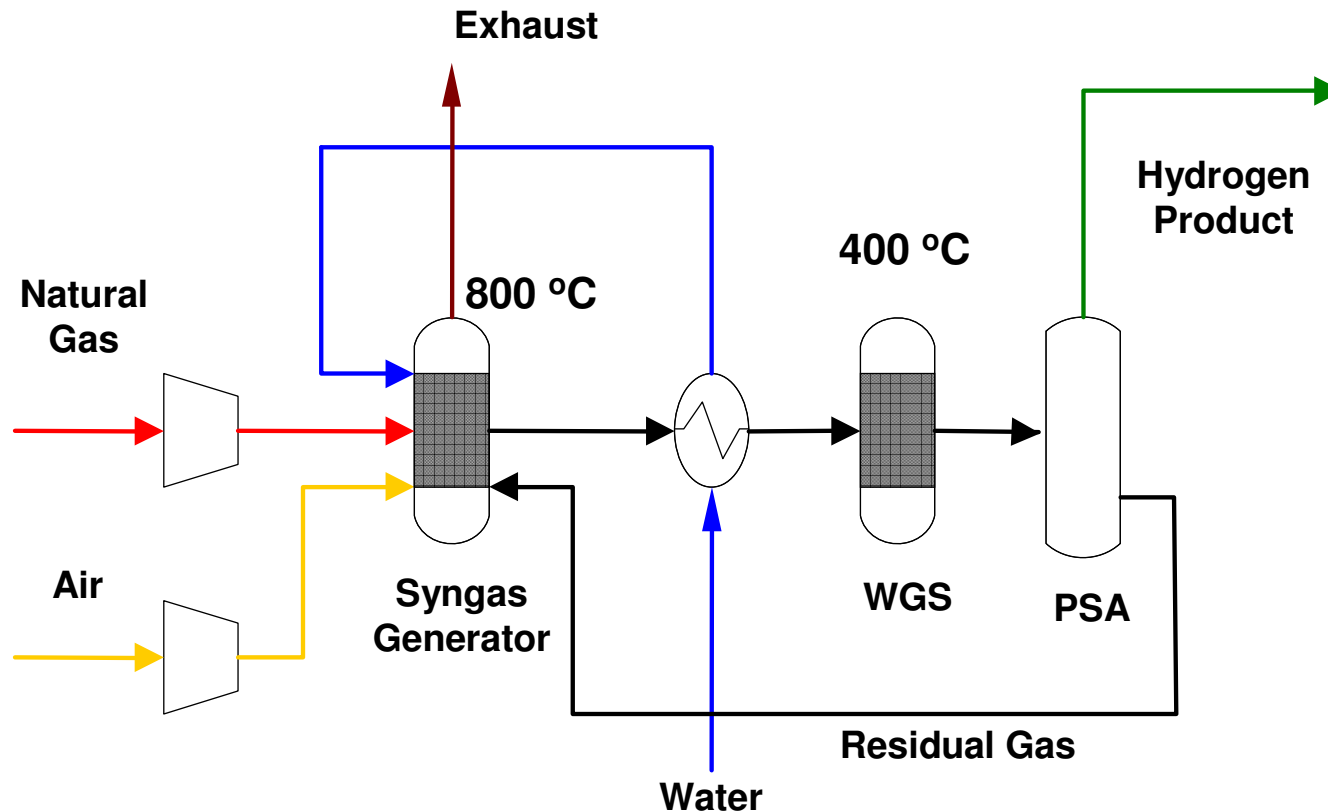 Exhaust
Hydrogen
Product
400 ºC
Natural
Gas
800 ºC
Air
Syngas
Generator
WGS
PSA
Residual Gas
Water